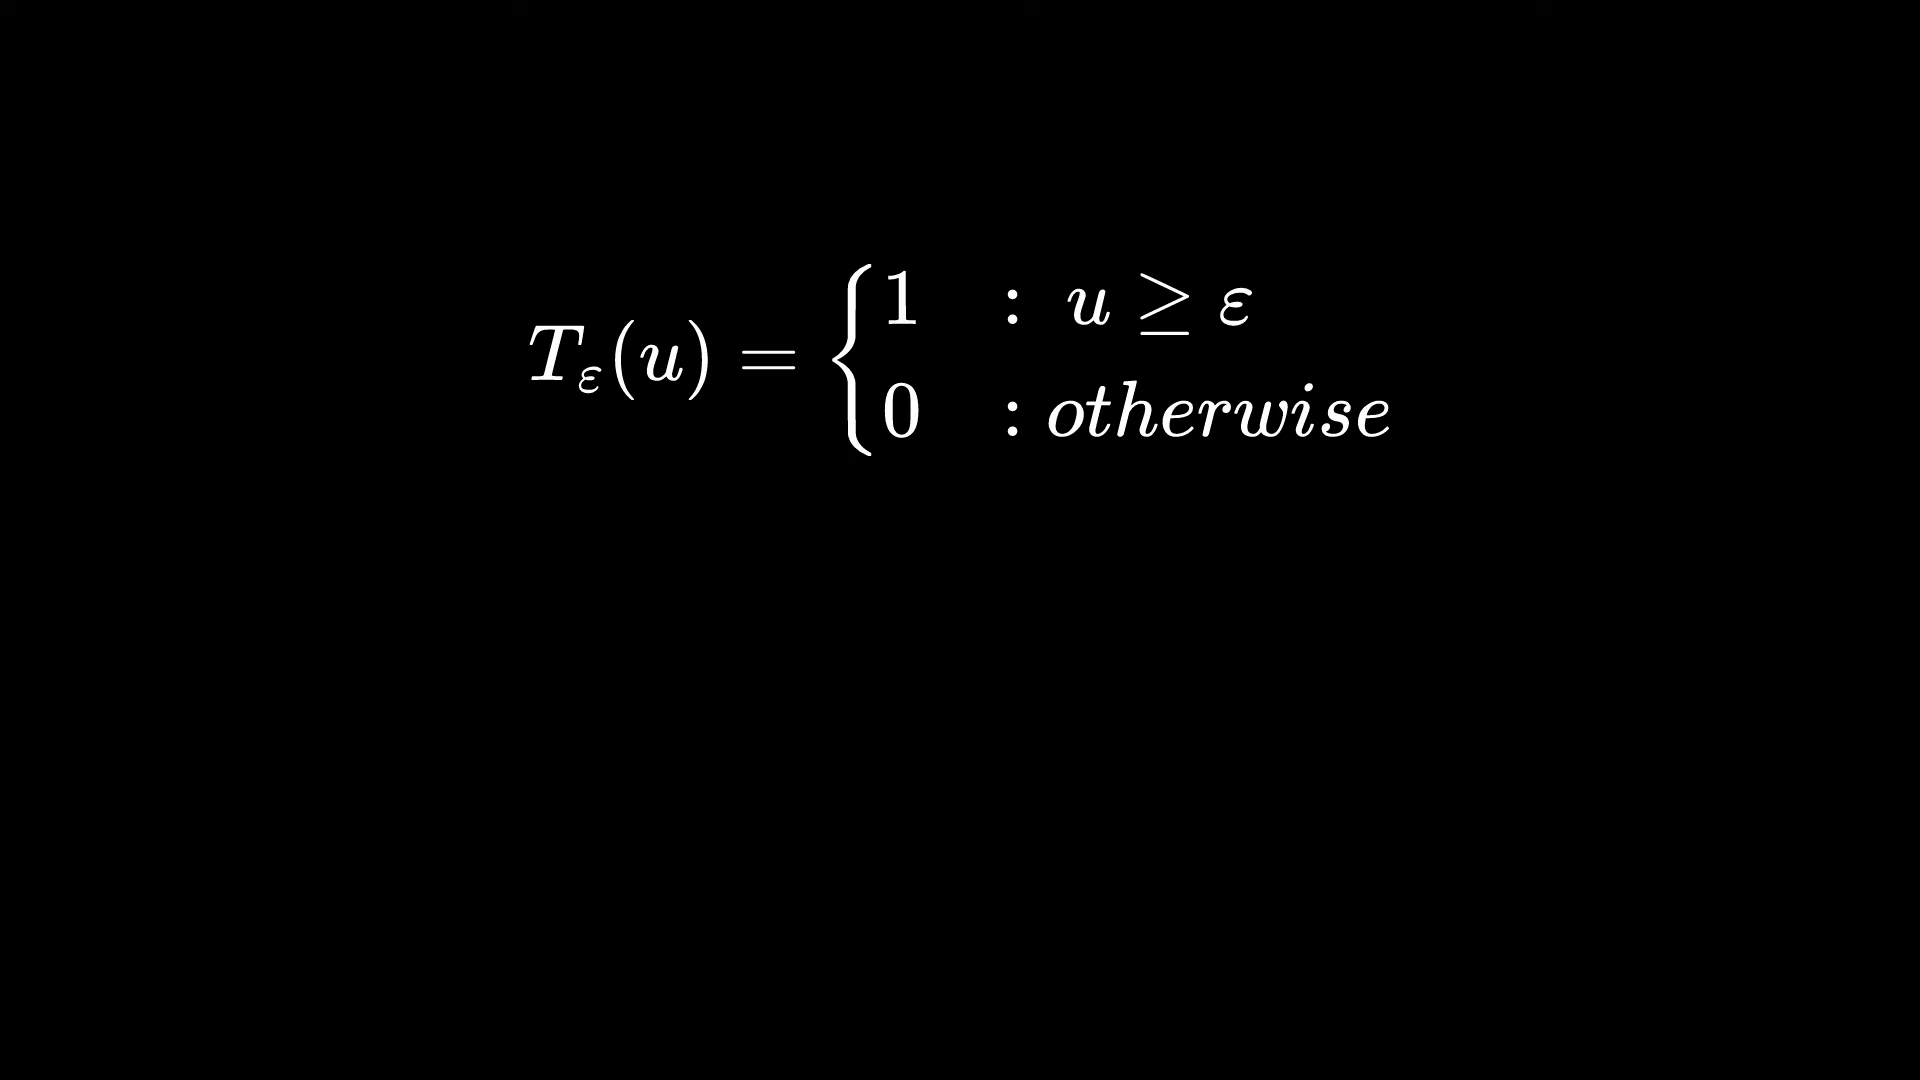 T_ε(u) = { 1 : u ≥ ε
0 : otherwise